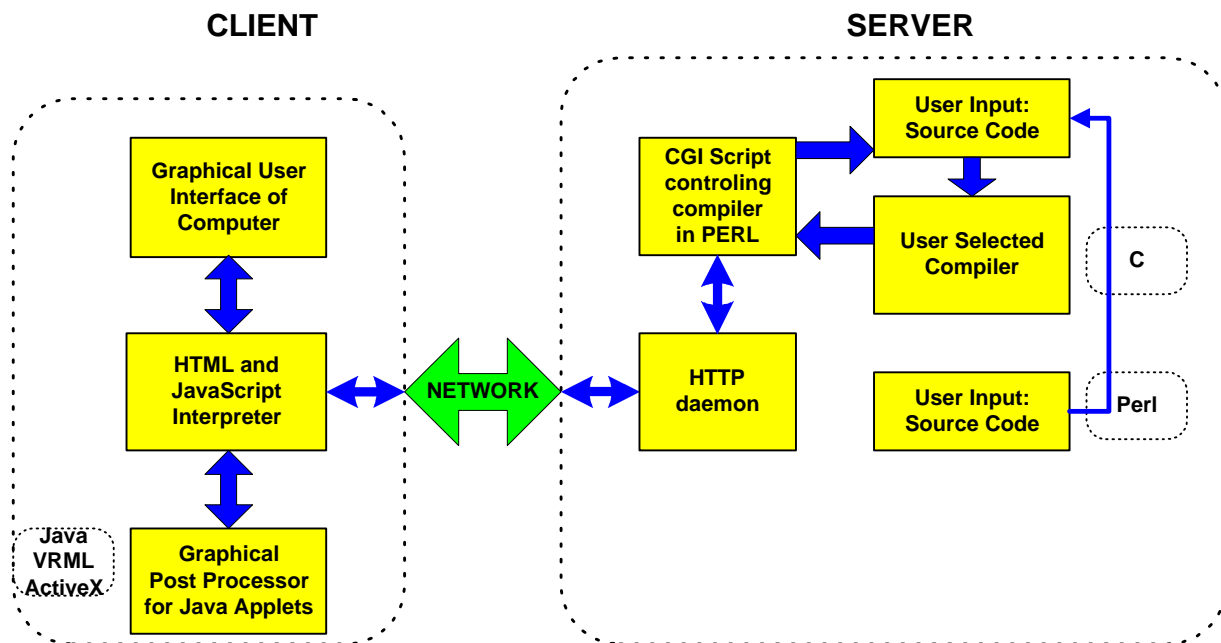 CLIENT
SERVER
Graphical User
Interface of
Computer
HTML and
JavaScript
Interpreter
Graphical
Post Processor
for Java Applets
Java
VRML
ActiveX
NETWORK
CGI Script
controling
compiler
in PERL
HTTP
daemon
User Input:
Source Code
User Selected
Compiler
C
User Input:
Source Code
Perl